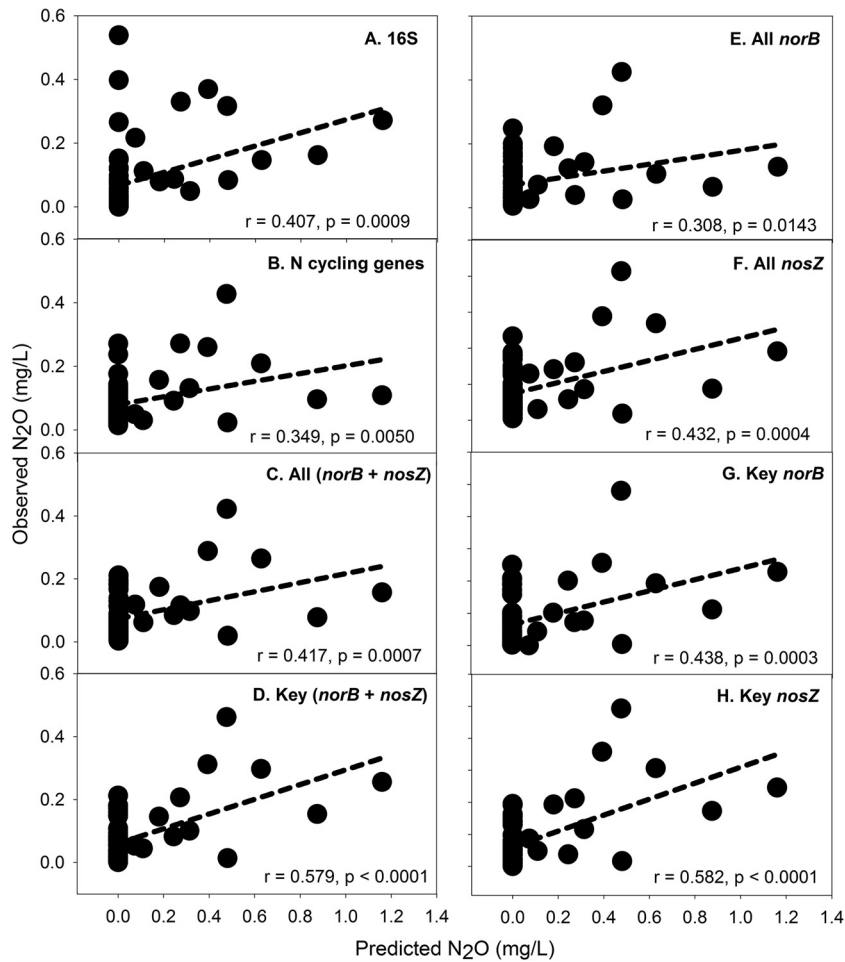 0.6
A. 16S
0.4
0.2
0.0
r = 0.407, p = 0.0009
E. All norB
r = 0.308, p = 0.0143
0.6
B. N cycling genes
0.4
0.2
0.0
r = 0.349, p = 0.0050
F. All nosZ
r = 0.432, p = 0.0004
0.6
C. All (norB + nosZ)
0.4
0.2
0.0
r = 0.417, p = 0.0007
G. Key norB
r = 0.438, p = 0.0003
0.6
D. Key (norB + nosZ)
0.4
0.2
0.0
r = 0.579, p < 0.0001
H. Key nosZ
r = 0.582, p < 0.0001
0.0 0.2 0.4 0.6 0.8 1.0 1.2 1.4
0.0 0.2 0.4 0.6 0.8 1.0 1.2 1.4
Observed N2O (mg/L)
Predicted N2O (mg/L)